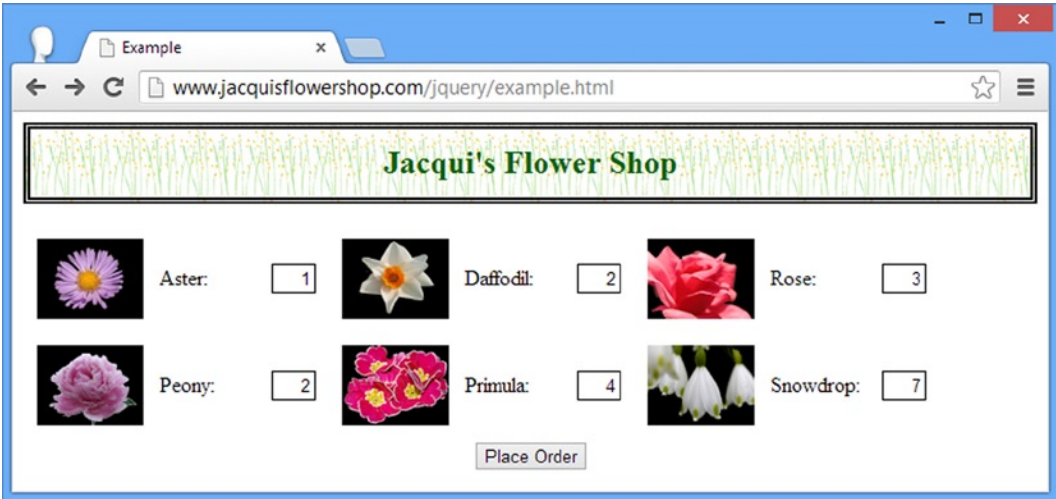 Example
www.jacquisflowershop.com/jquery/example.html
Jacqui's Flower Shop
Aster: 1 Daffodil: 2 Rose: 3
Peony: 2 Primula: 4 Snowdrop: 7
Place Order